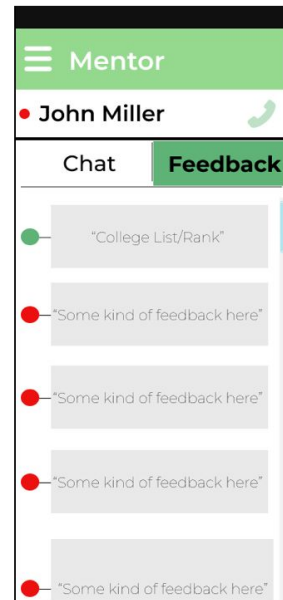 Mentor
John Miller
Chat Feedback
“College List/Rank”
“Some kind of feedback here”
“Some kind of feedback here”
“Some kind of feedback here”
“Some kind of feedback here”